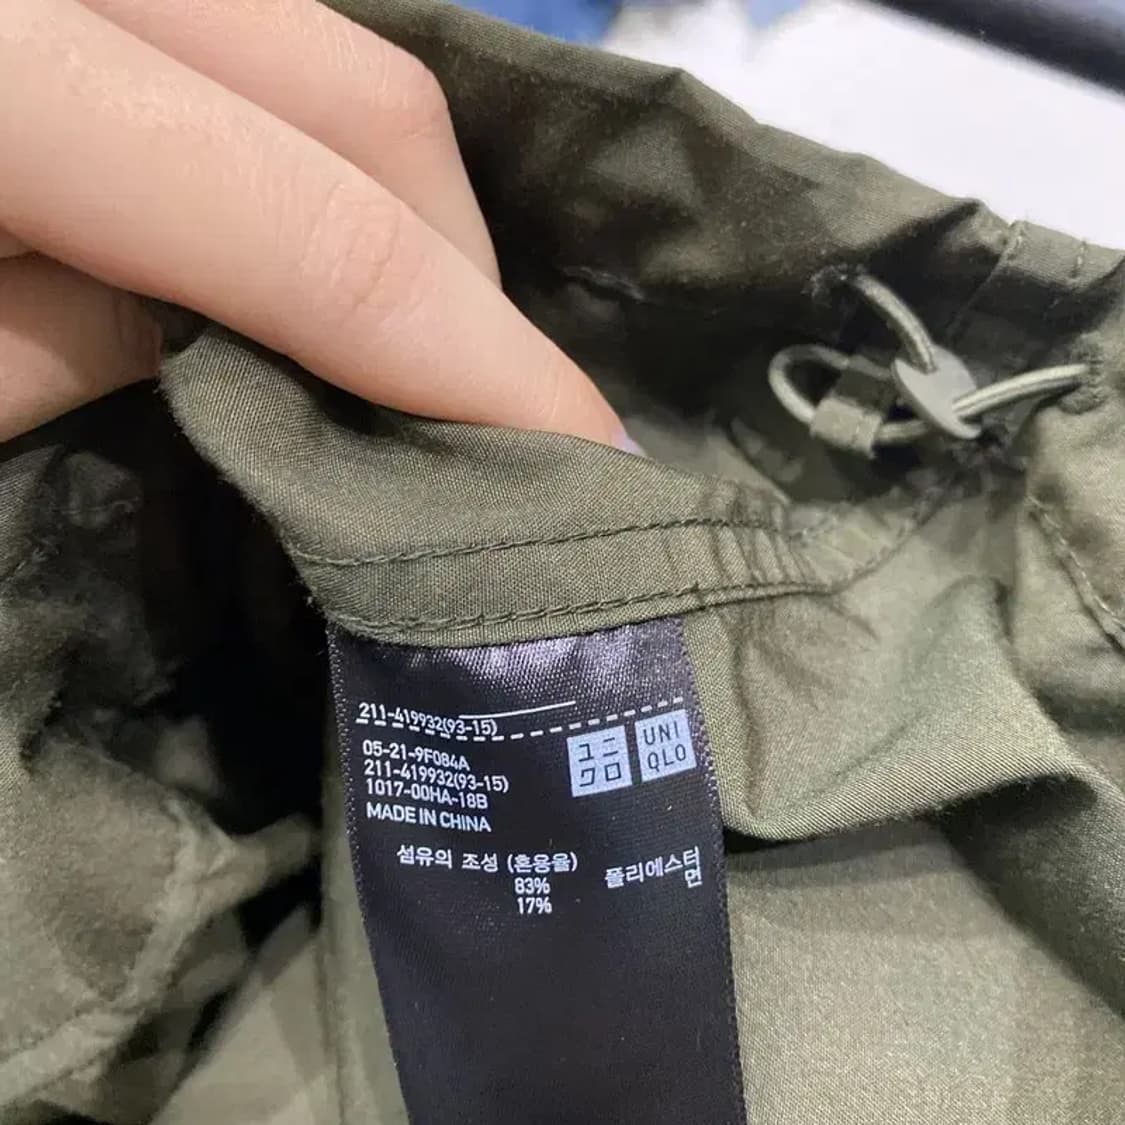 211-419932(93-15)
ユニ
クロ
UNI
QLO
05-21-9F084A
211-419932(93-15)
1017-00HA-18B
MADE IN CHINA
섬유의 조성 (혼용율)
폴리에스터 83%
면 17%